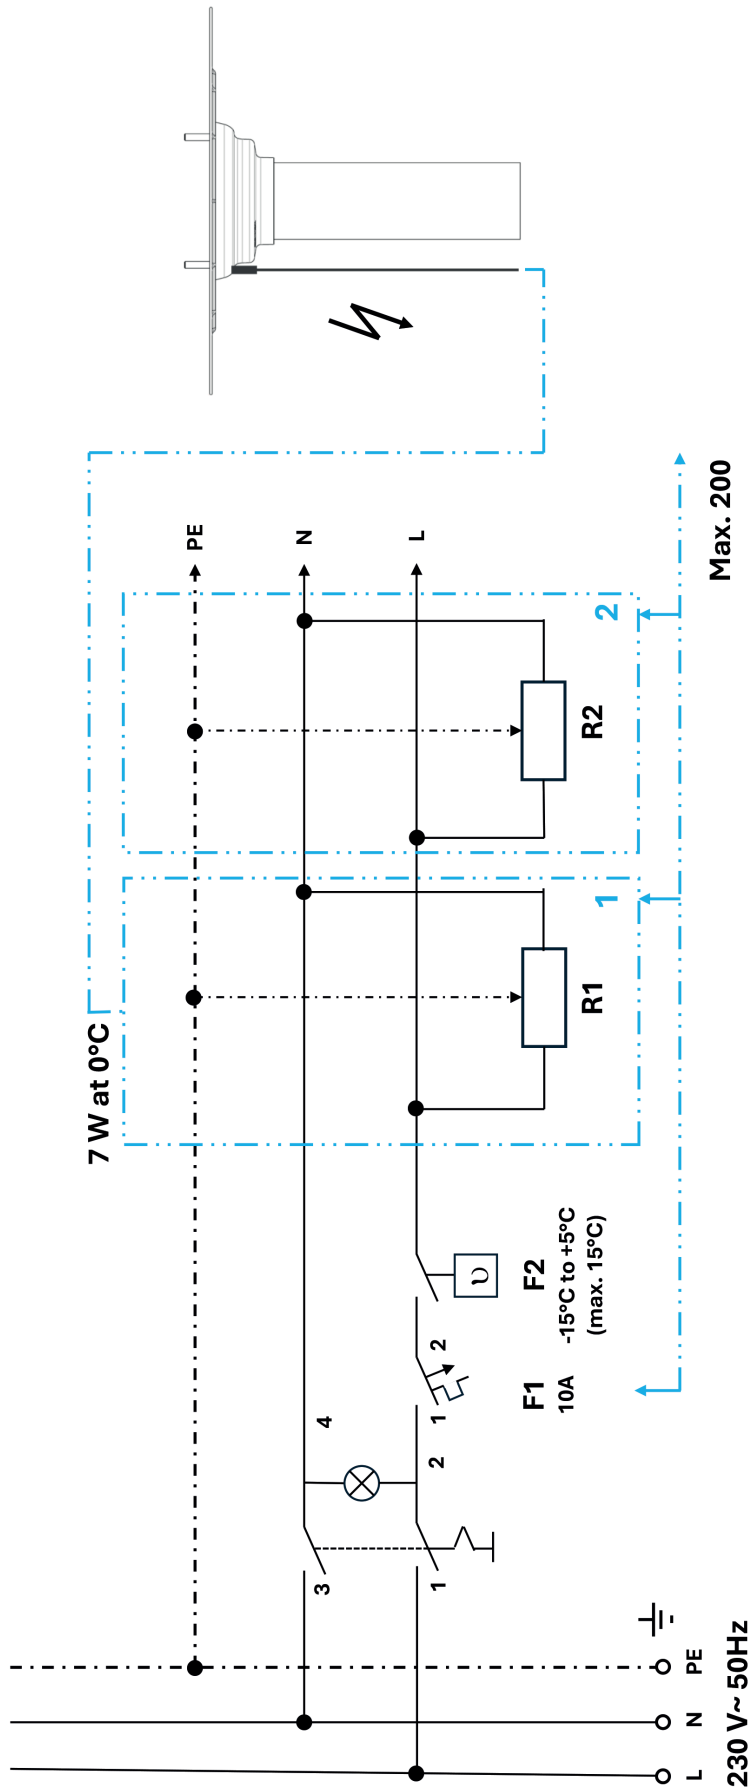 7 W at 0°C
PE
N
3
4
L
1
2
1
2
υ
F1
10A
F2
-15°C to +5°C
(max. 15°C)
R1
1
R2
2
L
N
PE
230 V~ 50Hz
Max. 200